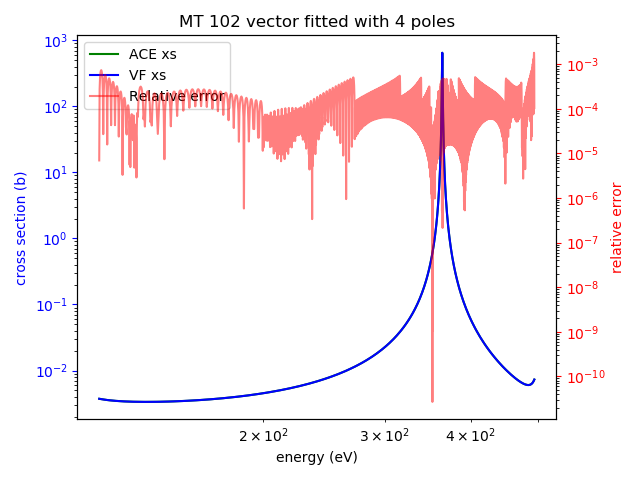 MT 102 vector fitted with 4 poles
ACE xs
VF xs
Relative error
10³
10²
10¹
10⁰
10⁻¹
10⁻²
cross section (b)
10⁻³
10⁻⁴
10⁻⁵
10⁻⁶
10⁻⁷
10⁻⁸
10⁻⁹
10⁻¹⁰
relative error
2 × 10² 3 × 10² 4 × 10²
energy (eV)